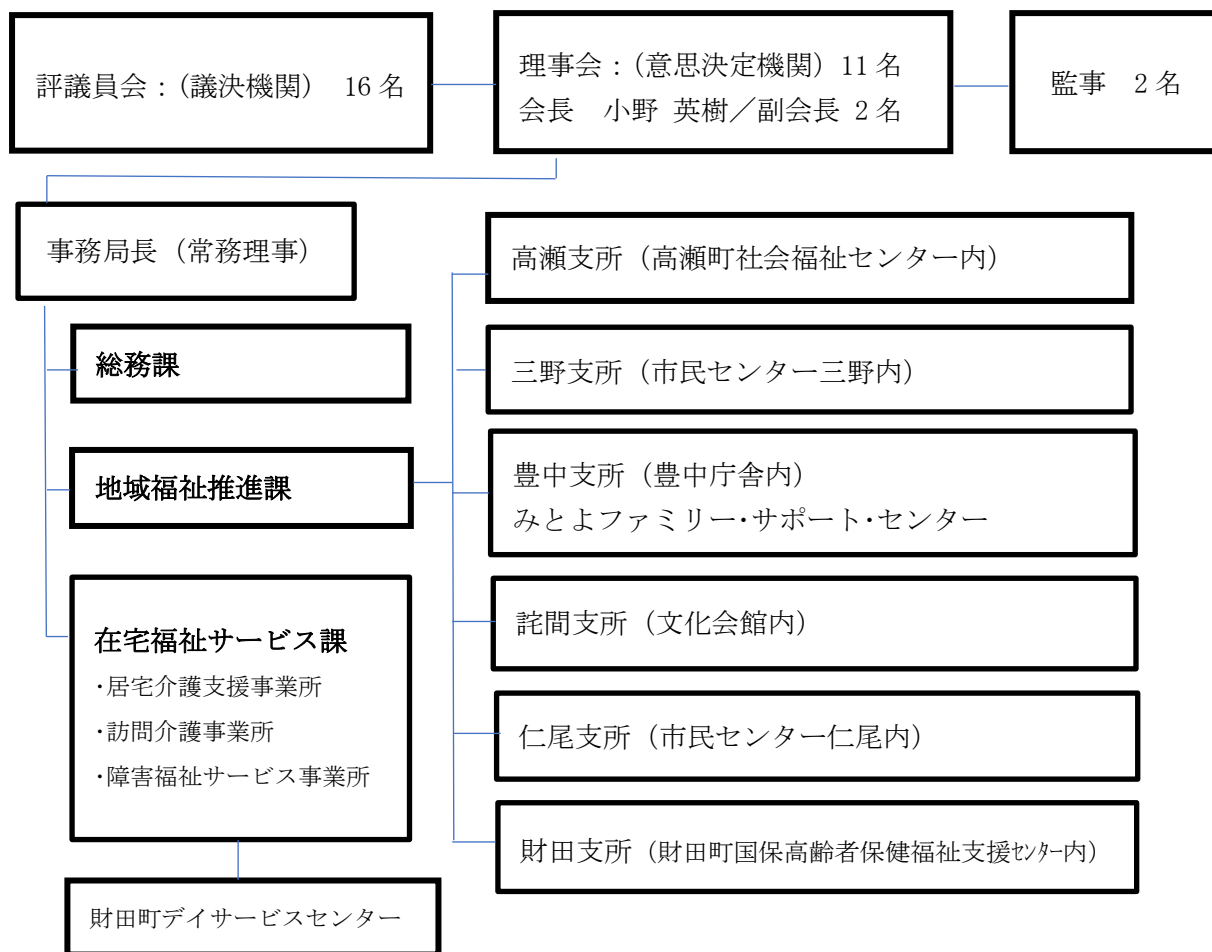 評議員会：（議決機関） 16名
理事会：（意思決定機関）11名
会長　小野 英樹／副会長 2名
監事　2名
事務局長（常務理事）
総務課
地域福祉推進課
在宅福祉サービス課
・居宅介護支援事業所
・訪問介護事業所
・障害福祉サービス事業所
財田町デイサービスセンター
高瀬支所（高瀬町社会福祉センター内）
三野支所（市民センター三野内）
豊中支所（豊中庁舎内）
みとよファミリー・サポート・センター
詫間支所（文化会館内）
仁尾支所（市民センター仁尾内）
財田支所（財田町国保高齢者保健福祉支援ｾﾝﾀｰ内）